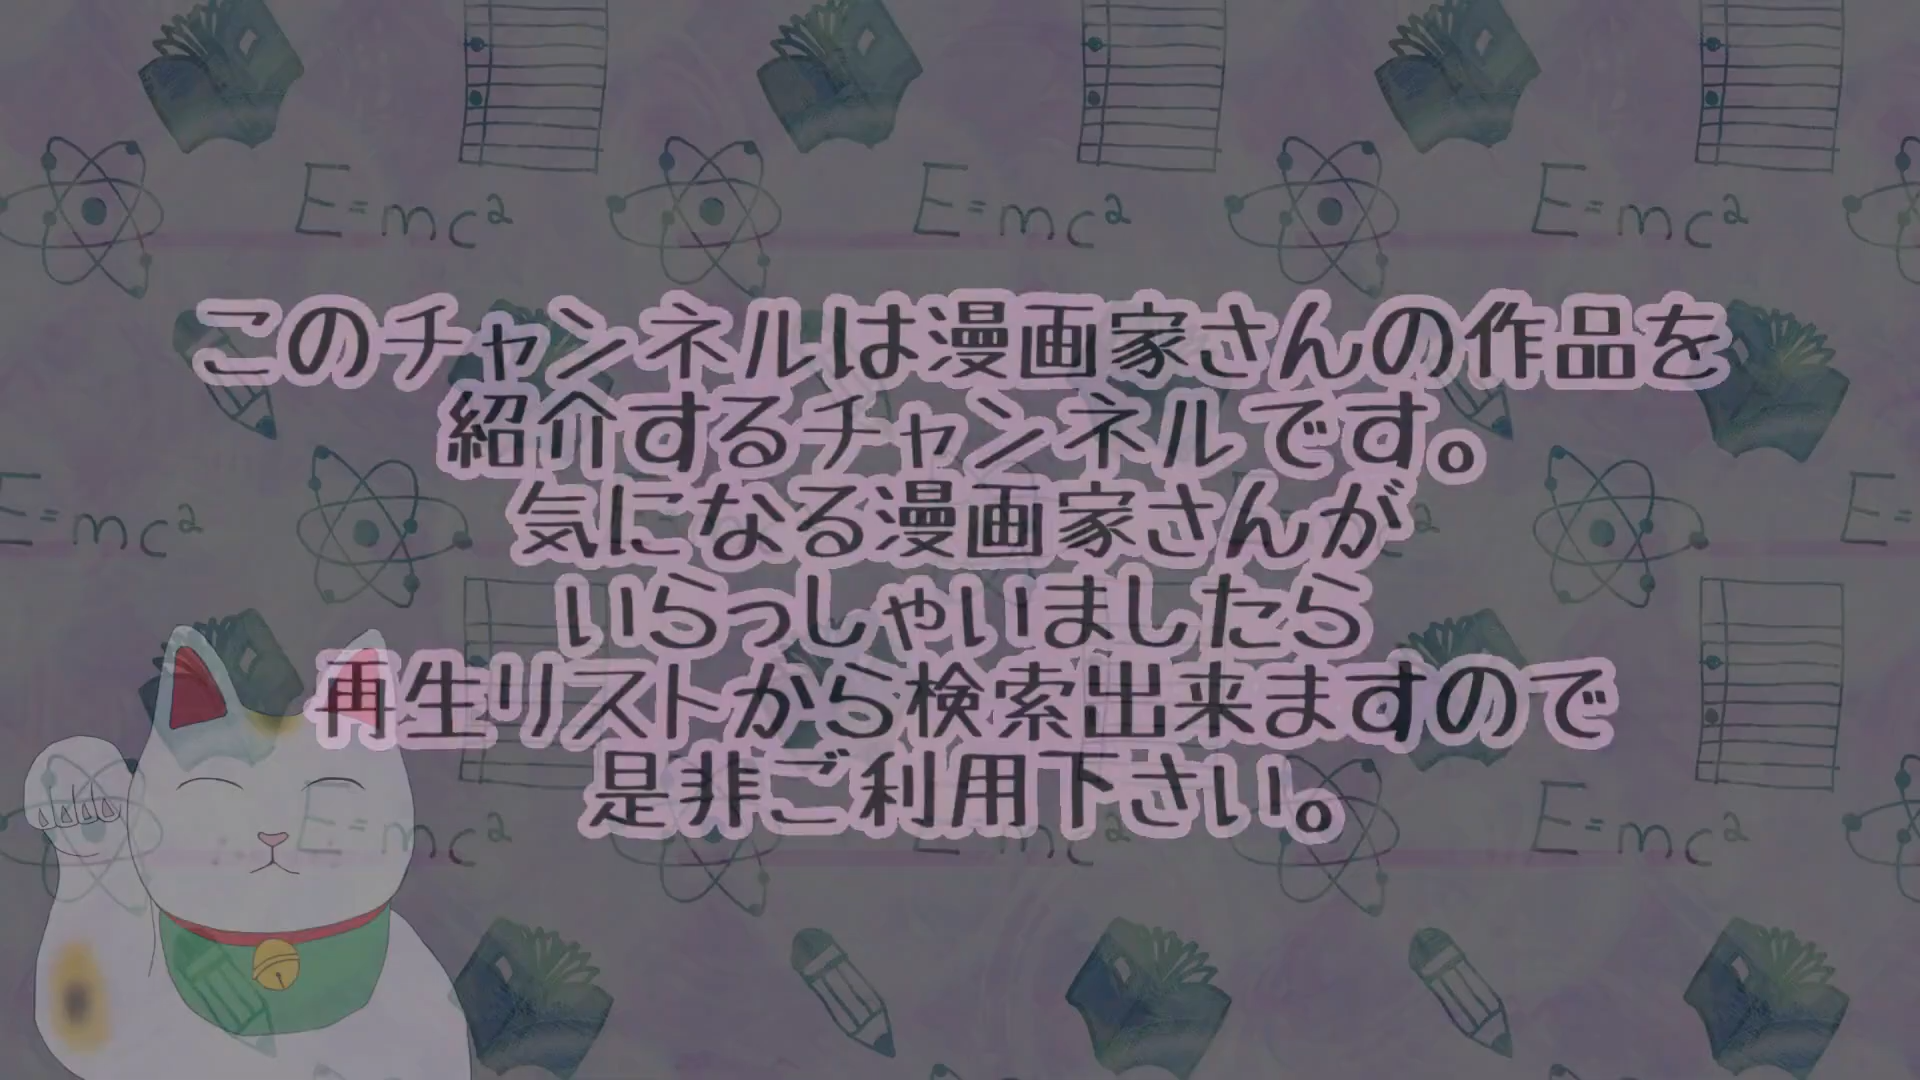 E=mc² E=mc² E=mc²
このチャンネルは漫画家さんの作品を
紹介するチャンネルです。
気になる漫画家さんが
E=mc² E=
いらっしゃいましたら
再生リストから検索出来ますので
是非ご利用下さい。
E=mc² E=mc² E=mc²